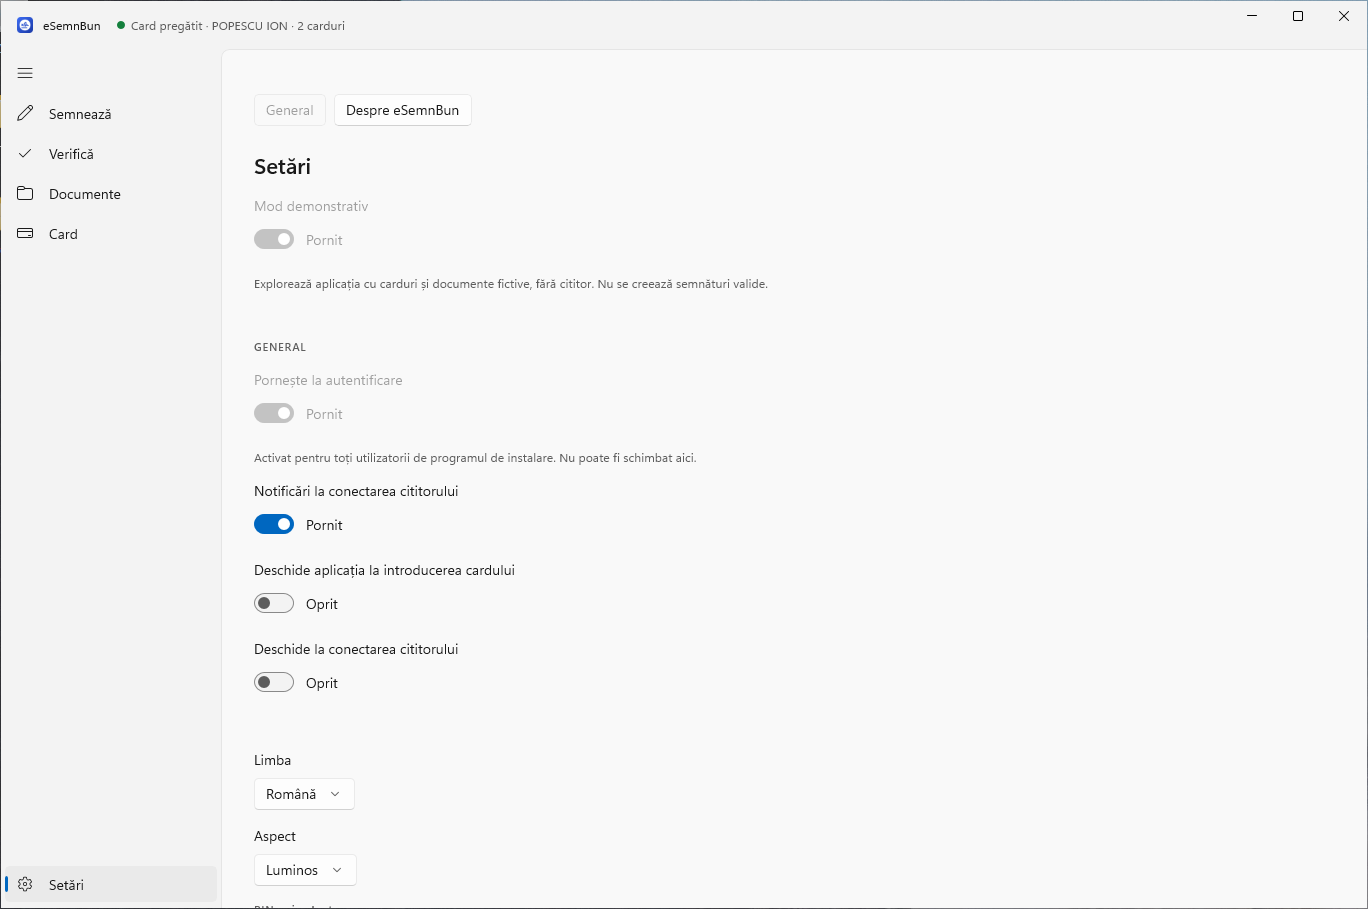 eSemnBun
Card pregătit · POPESCU ION · 2 carduri
Semnează
Verifică
Documente
Card
Setări
General
Despre eSemnBun
Setări
Mod demonstrativ
Pornit
Explorează aplicația cu carduri și documente fictive, fără cititor. Nu se creează semnături valide.
GENERAL
Pornește la autentificare
Pornit
Activat pentru toți utilizatorii de programul de instalare. Nu poate fi schimbat aici.
Notificări la conectarea cititorului
Pornit
Deschide aplicația la introducerea cardului
Oprit
Deschide la conectarea cititorului
Oprit
Limba
Română
Aspect
Luminos